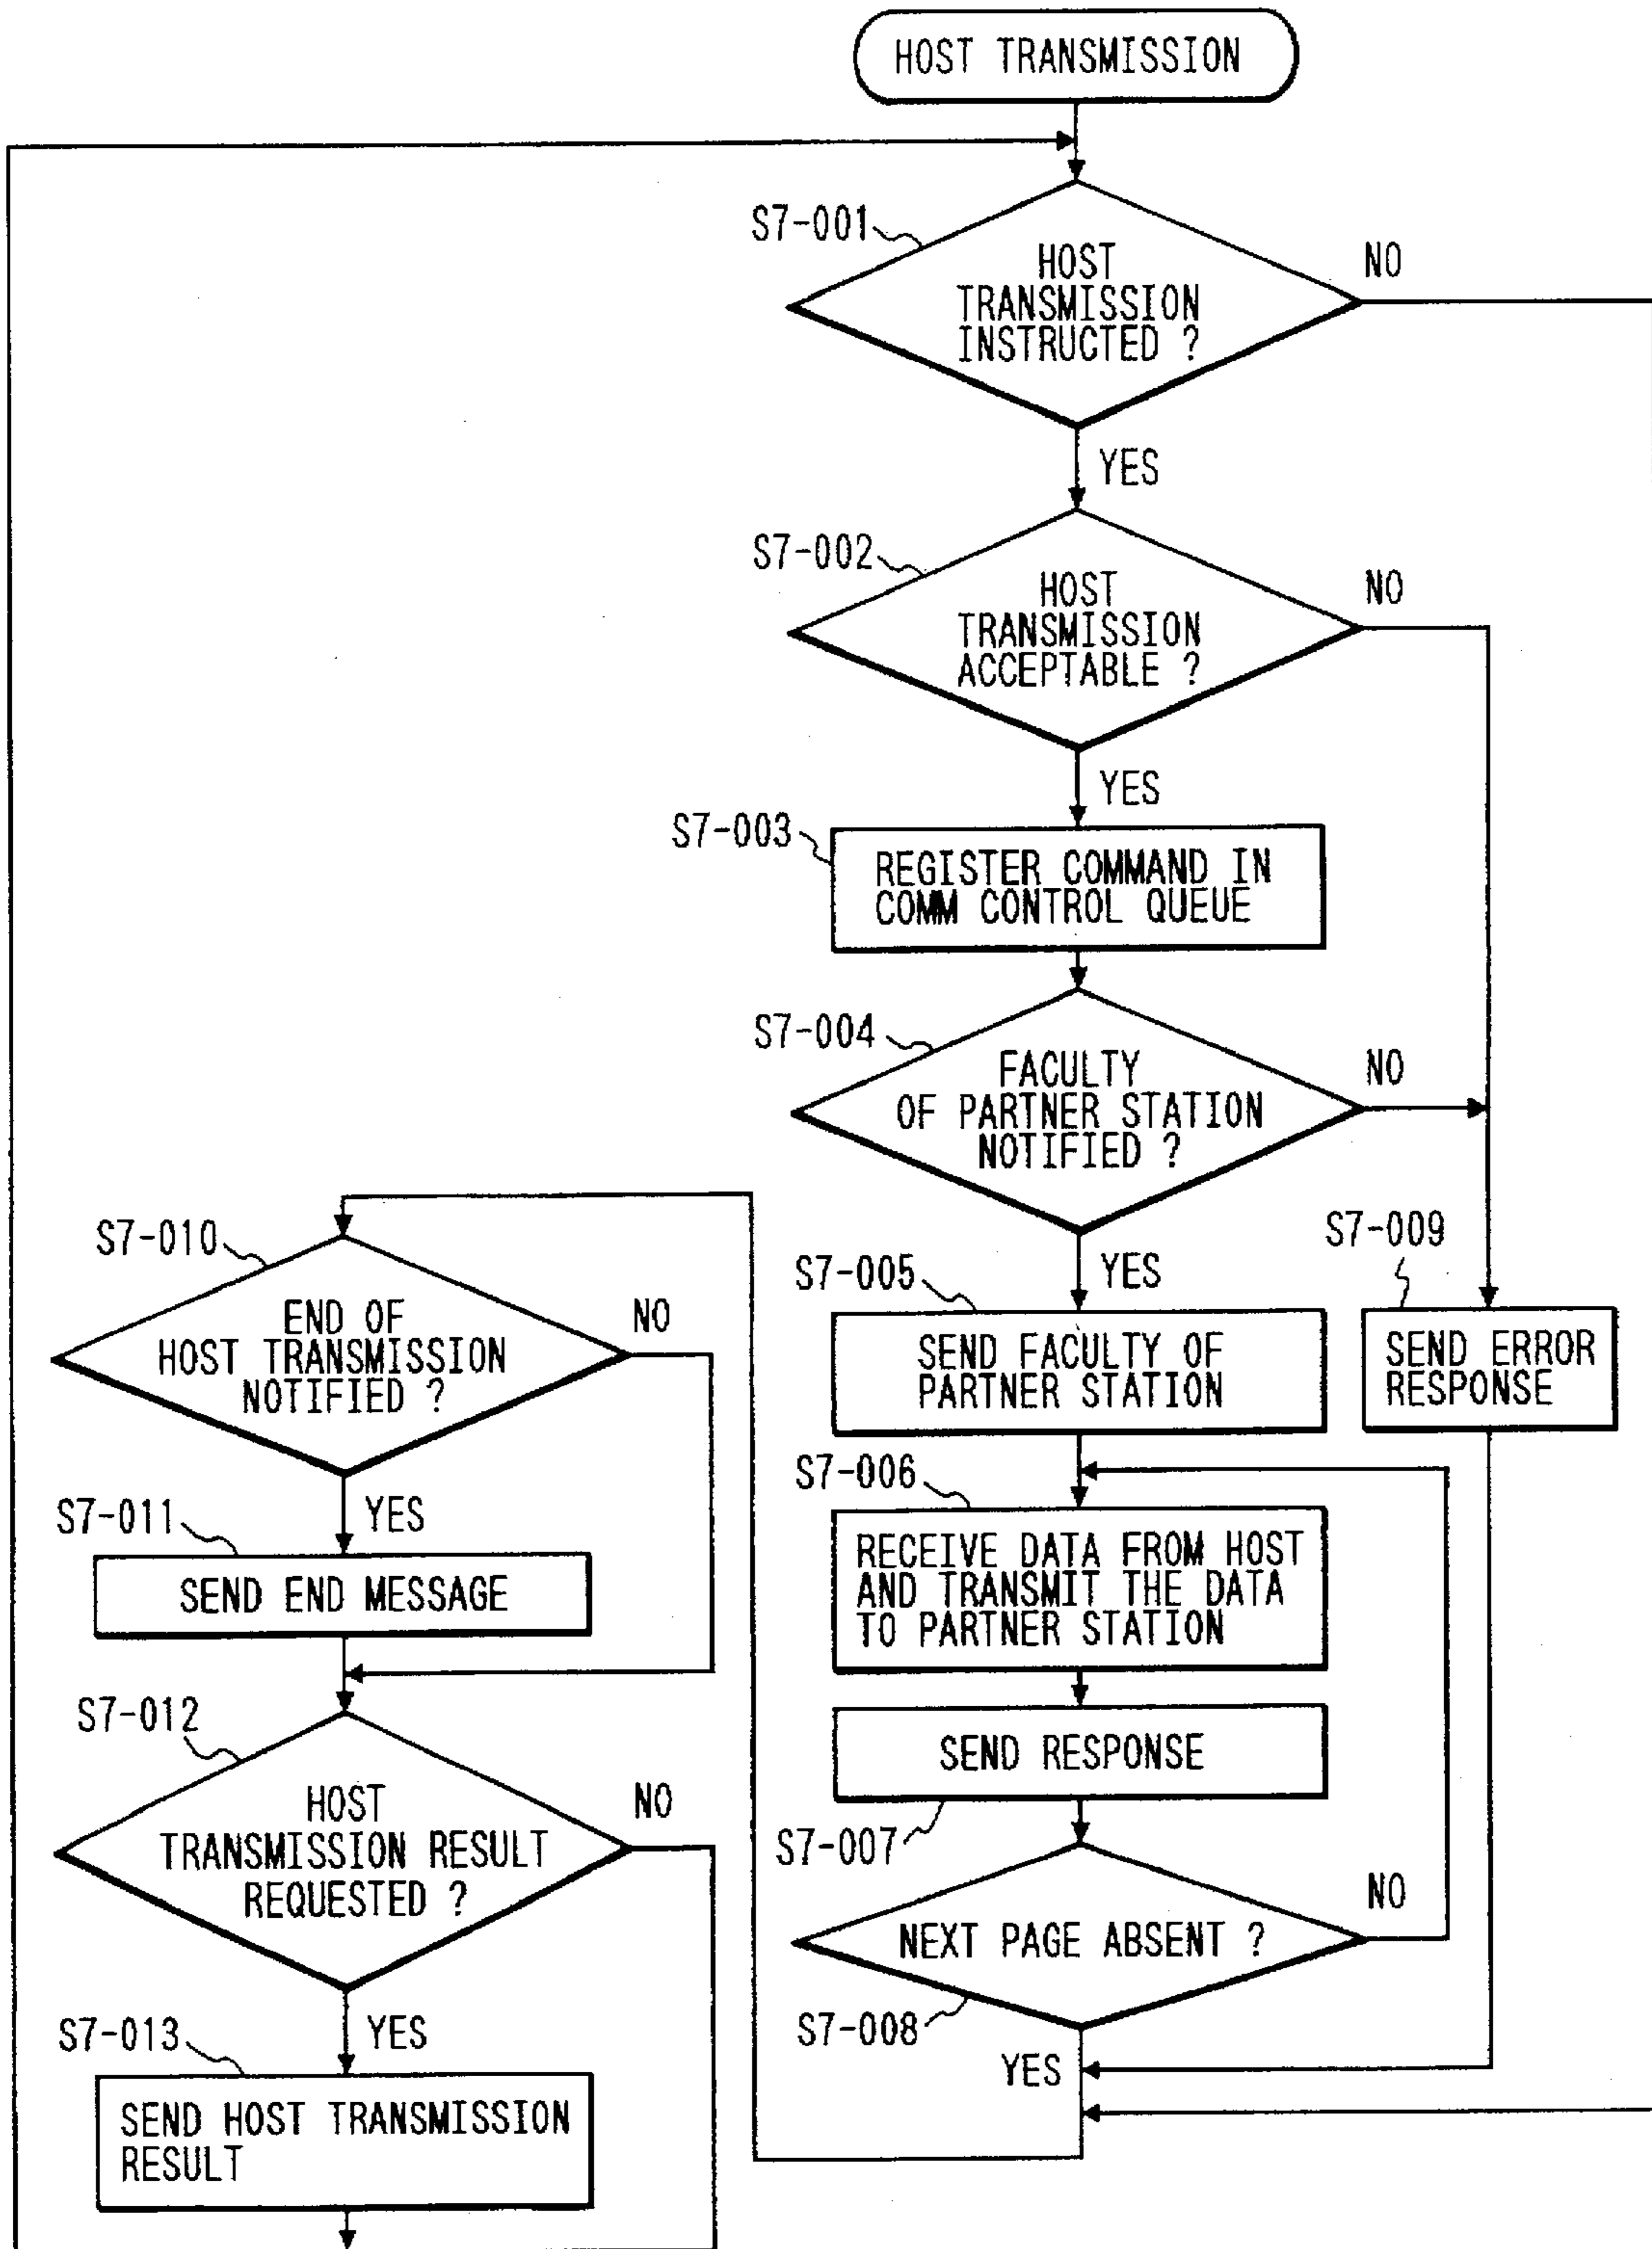 HOST TRANSMISSION
S7-001
HOST
TRANSMISSION
INSTRUCTED ?
NO
YES
S7-002
HOST
TRANSMISSION
ACCEPTABLE ?
NO
YES
S7-003
REGISTER COMMAND IN
COMM CONTROL QUEUE
S7-004
FACULTY
OF PARTNER STATION
NOTIFIED ?
NO
YES
S7-005
SEND FACULTY OF
PARTNER STATION
S7-009
SEND ERROR
RESPONSE
S7-006
RECEIVE DATA FROM HOST
AND TRANSMIT THE DATA
TO PARTNER STATION
SEND RESPONSE
S7-007
NEXT PAGE ABSENT ?
NO
S7-008
YES
S7-010
END OF
HOST TRANSMISSION
NOTIFIED ?
NO
YES
S7-011
SEND END MESSAGE
S7-012
HOST
TRANSMISSION RESULT
REQUESTED ?
NO
YES
S7-013
SEND HOST TRANSMISSION
RESULT